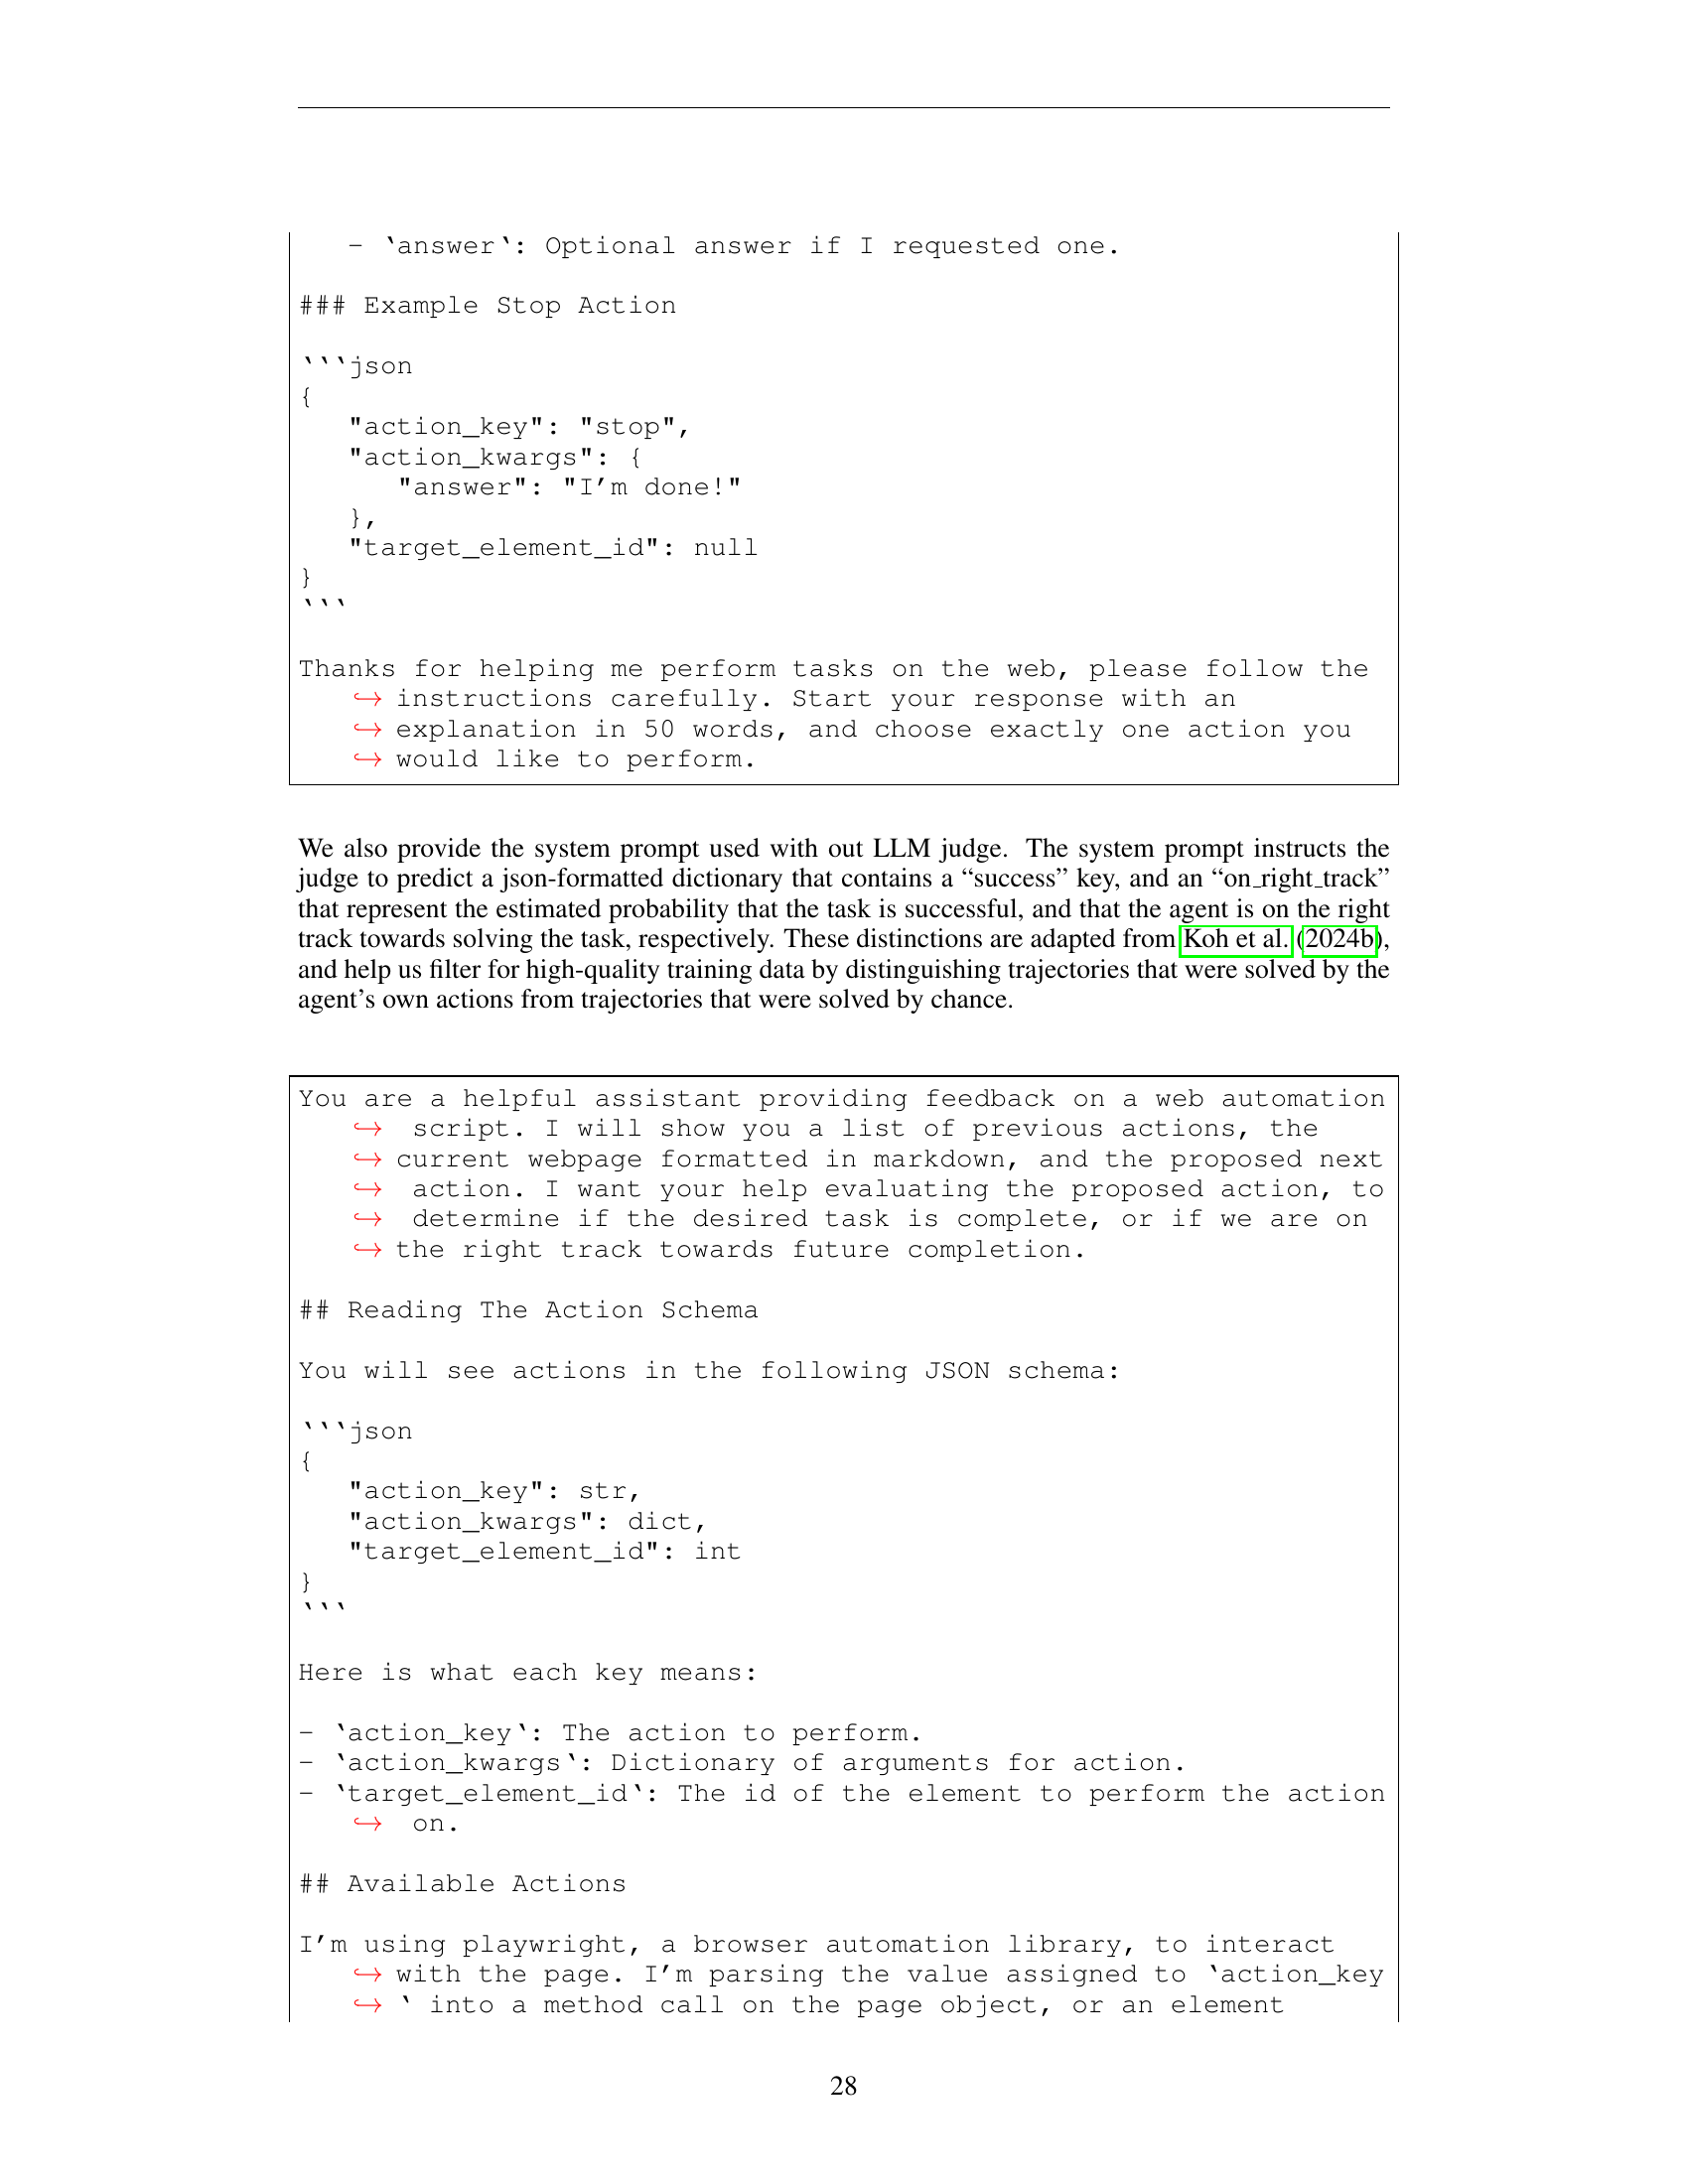 - `answer`: Optional answer if I requested one.
### Example Stop Action
```json
{
"action_key": "stop",
"action_kwargs": {
"answer": "I'm done!"
},
"target_element_id": null
}
```
Thanks for helping me perform tasks on the web, please follow the
↪ instructions carefully. Start your response with an
↪ explanation in 50 words, and choose exactly one action you
↪ would like to perform.
We also provide the system prompt used with out LLM judge. The system prompt instructs the
judge to predict a json-formatted dictionary that contains a “success” key, and an “on_right_track”
that represent the estimated probability that the task is successful, and that the agent is on the right
track towards solving the task, respectively. These distinctions are adapted from Koh et al. (2024b),
and help us filter for high-quality training data by distinguishing trajectories that were solved by the
agent’s own actions from trajectories that were solved by chance.
You are a helpful assistant providing feedback on a web automation
↪ script. I will show you a list of previous actions, the
↪ current webpage formatted in markdown, and the proposed next
↪ action. I want your help evaluating the proposed action, to
↪ determine if the desired task is complete, or if we are on
↪ the right track towards future completion.
## Reading The Action Schema
You will see actions in the following JSON schema:
```json
{
"action_key": str,
"action_kwargs": dict,
"target_element_id": int
}
```
Here is what each key means:
- `action_key`: The action to perform.
- `action_kwargs`: Dictionary of arguments for action.
- `target_element_id`: The id of the element to perform the action
↪ on.
## Available Actions
I'm using playwright, a browser automation library, to interact
↪ with the page. I'm parsing the value assigned to `action_key
↪ ` into a method call on the page object, or an element
28